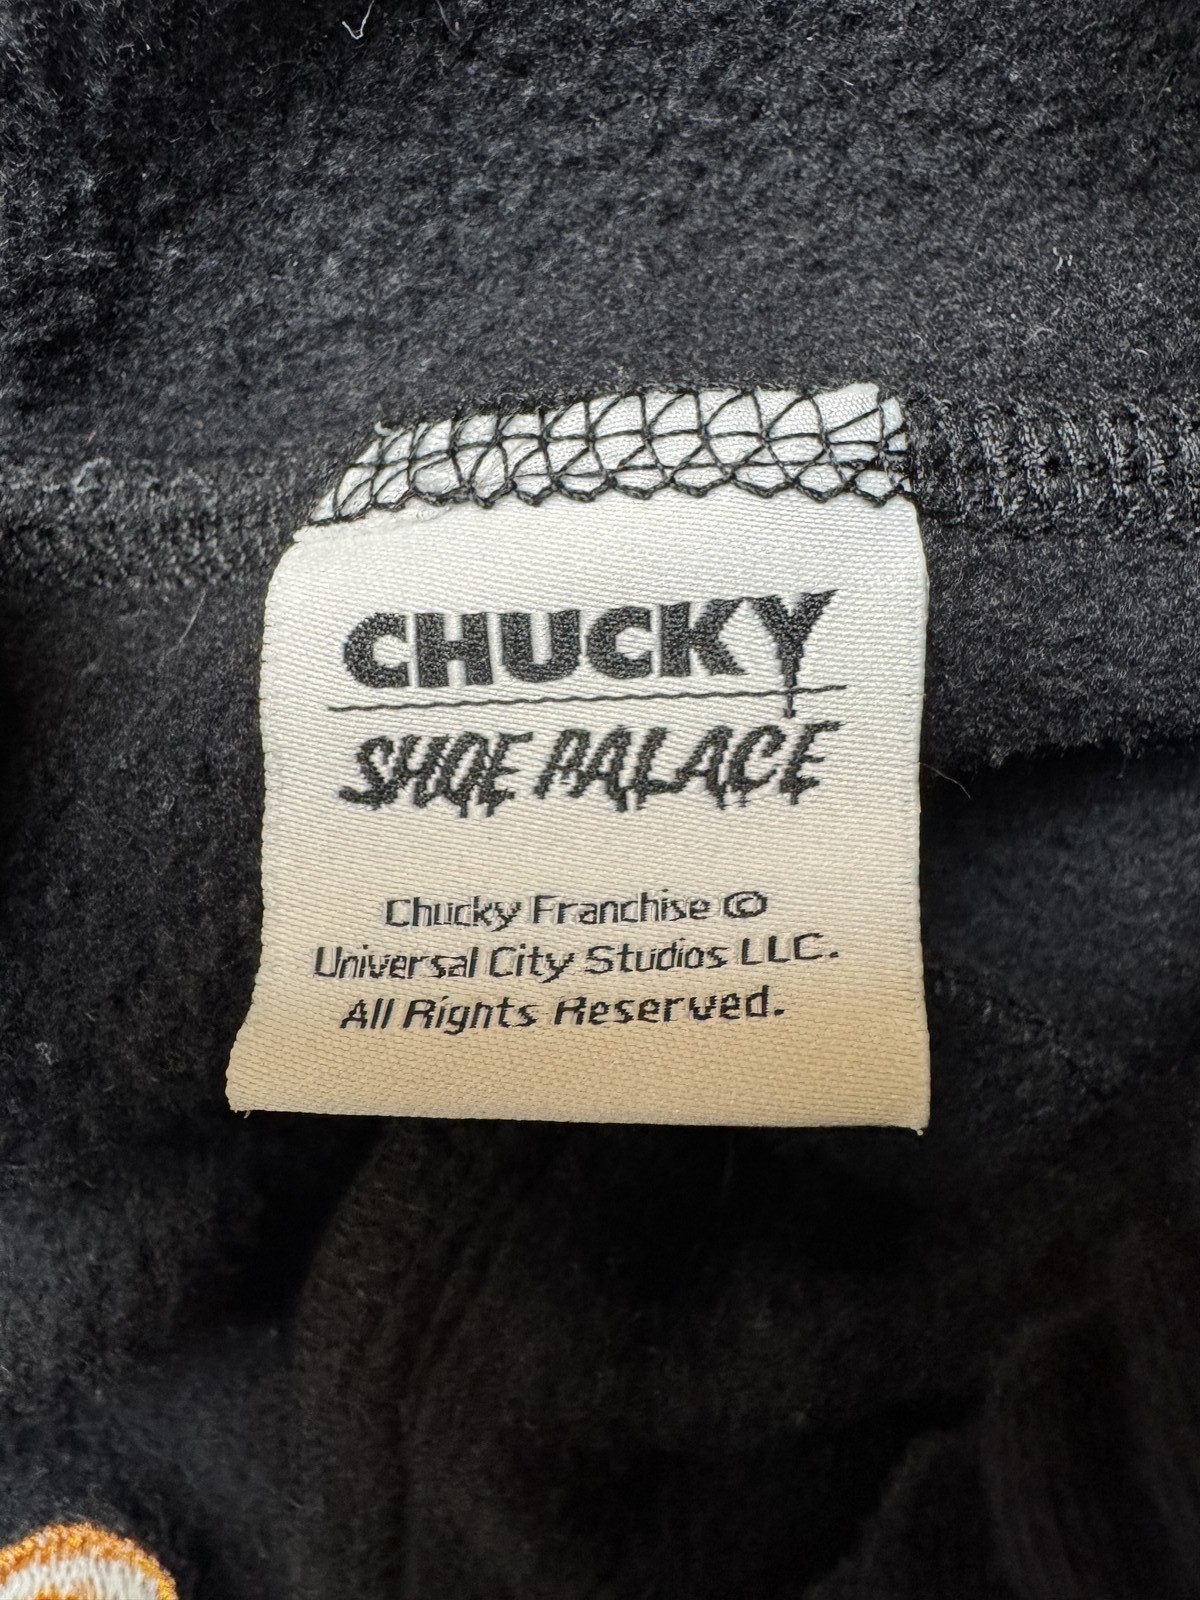 CHUCKY
SHOE PALACE
Chucky Franchise ©
Universal City Studios LLC.
All Rights Reserved.